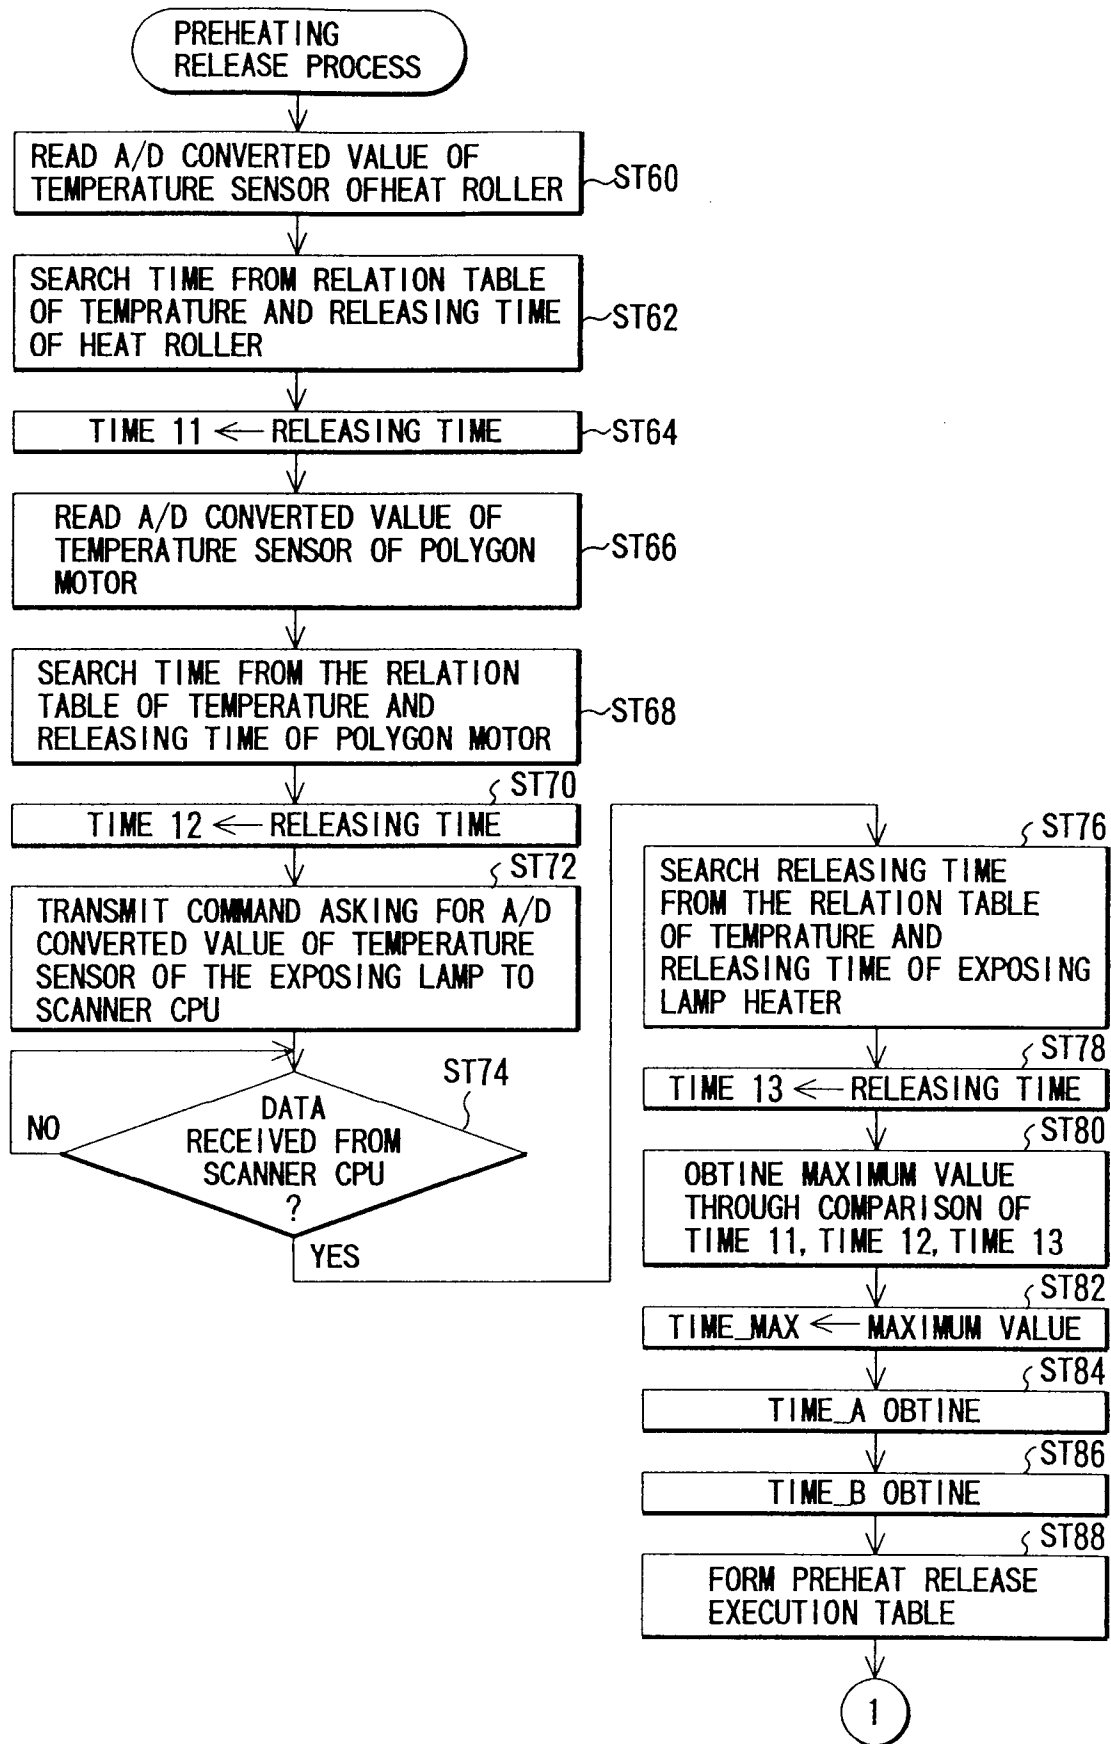 PREHEATING
RELEASE PROCESS
READ A/D CONVERTED VALUE OF
TEMPERATURE SENSOR OFHEAT ROLLER
ST60
SEARCH TIME FROM RELATION TABLE
OF TEMPRATURE AND RELEASING TIME
OF HEAT ROLLER
ST62
TIME 11 ← RELEASING TIME
ST64
READ A/D CONVERTED VALUE OF
TEMPERATURE SENSOR OF POLYGON
MOTOR
ST66
SEARCH TIME FROM THE RELATION
TABLE OF TEMPERATURE AND
RELEASING TIME OF POLYGON MOTOR
ST68
ST70
TIME 12 ← RELEASING TIME
ST72
TRANSMIT COMMAND ASKING FOR A/D
CONVERTED VALUE OF TEMPERATURE
SENSOR OF THE EXPOSING LAMP TO
SCANNER CPU
ST74
DATA
RECEIVED FROM
SCANNER CPU
?
NO
YES
ST76
SEARCH RELEASING TIME
FROM THE RELATION TABLE
OF TEMPRATURE AND
RELEASING TIME OF EXPOSING
LAMP HEATER
ST78
TIME 13 ← RELEASING TIME
ST80
OBTINE MAXIMUM VALUE
THROUGH COMPARISON OF
TIME 11, TIME 12, TIME 13
ST82
TIME_MAX ← MAXIMUM VALUE
ST84
TIME_A OBTINE
ST86
TIME_B OBTINE
ST88
FORM PREHEAT RELEASE
EXECUTION TABLE
1